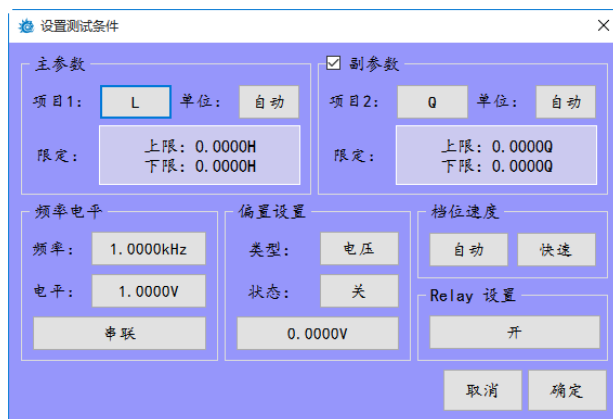 设置测试条件
主参数
项目1: L 单位: 自动
限定: 上限: 0.0000H
下限: 0.0000H
副参数
项目2: Q 单位: 自动
限定: 上限: 0.0000Q
下限: 0.0000Q
频率电平
频率: 1.0000kHz
电平: 1.0000V
串联
偏置设置
类型: 电压
状态: 关
0.0000V
档位速度
自动 快速
Relay 设置
开
取消 确定